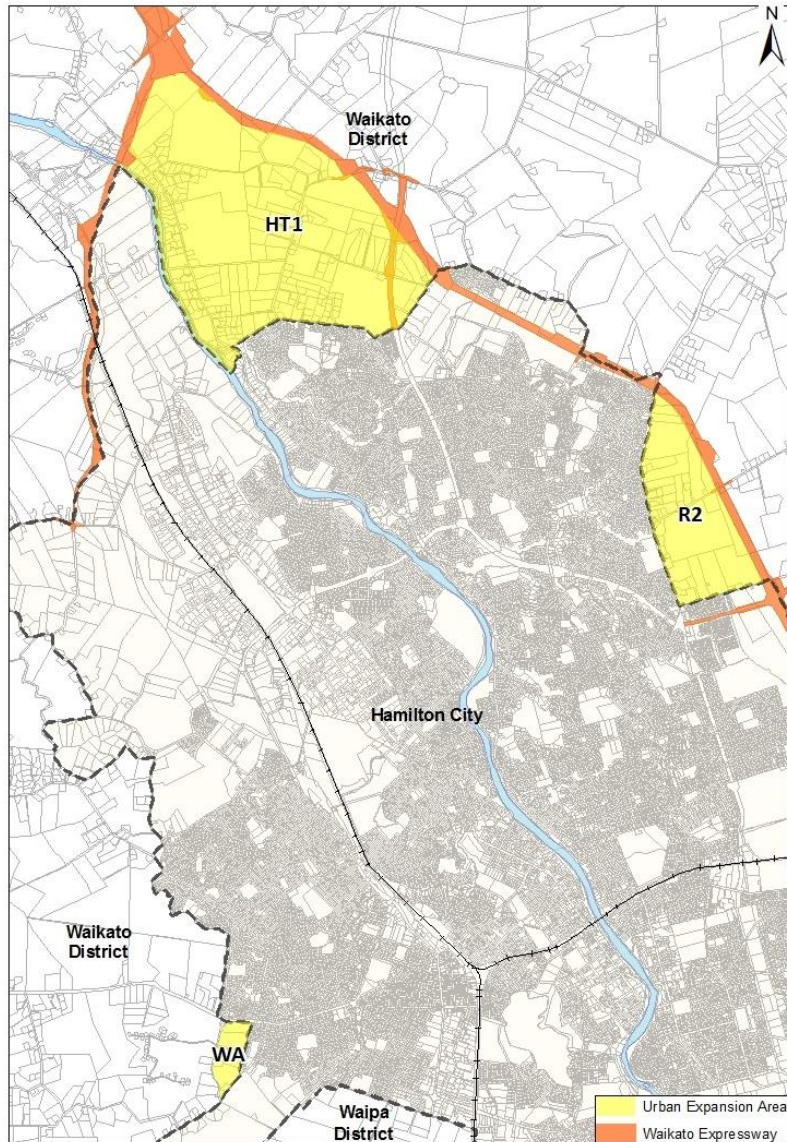 N
Waikato
District
HT1
R2
Hamilton City
Waikato
District
WA
Waipa
District
Urban Expansion Area
Waikato Expressway